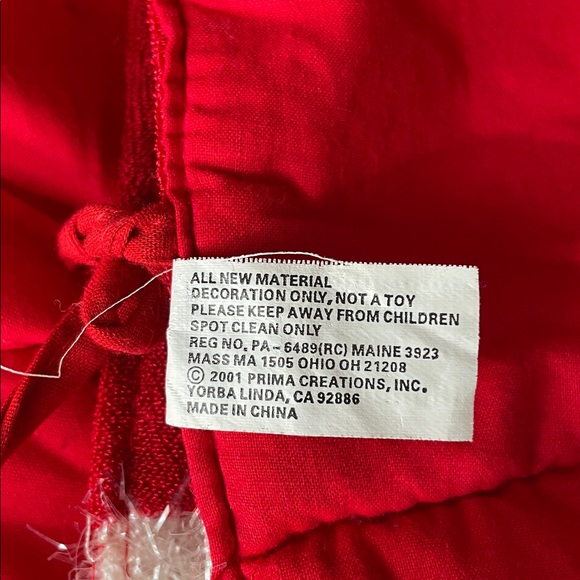 ALL NEW MATERIAL
DECORATION ONLY, NOT A TOY
PLEASE KEEP AWAY FROM CHILDREN
SPOT CLEAN ONLY
REG NO. PA-6489(RC) MAINE 3923
MASS MA 1505 OHIO OH 21208
© 2001 PRIMA CREATIONS, INC.
YORBA LINDA, CA 92886
MADE IN CHINA